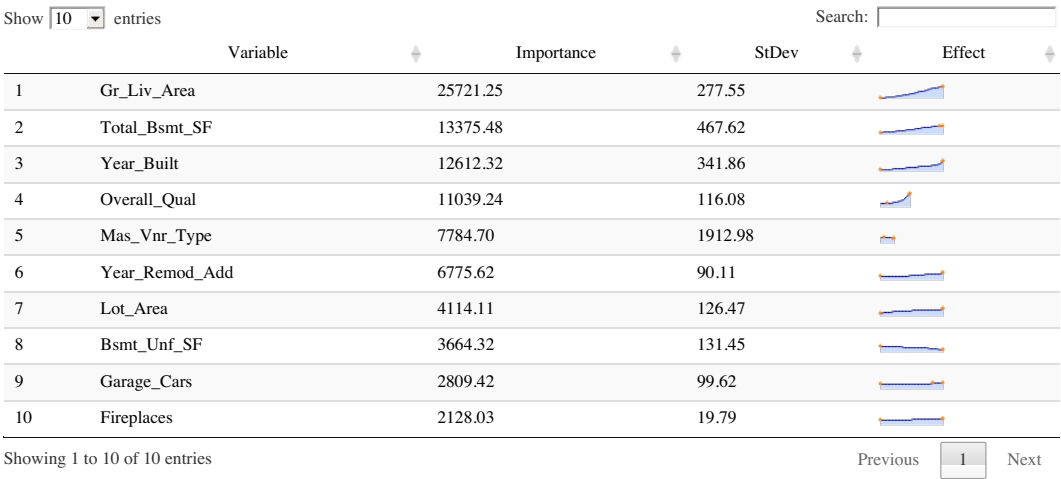 Show 10 entries Search:
Variable Importance StDev Effect
1 Gr_Liv_Area 25721.25 277.55
2 Total_Bsmt_SF 13375.48 467.62
3 Year_Built 12612.32 341.86
4 Overall_Qual 11039.24 116.08
5 Mas_Vnr_Type 7784.70 1912.98
6 Year_Remod_Add 6775.62 90.11
7 Lot_Area 4114.11 126.47
8 Bsmt_Unf_SF 3664.32 131.45
9 Garage_Cars 2809.42 99.62
10 Fireplaces 2128.03 19.79
Showing 1 to 10 of 10 entries Previous 1 Next